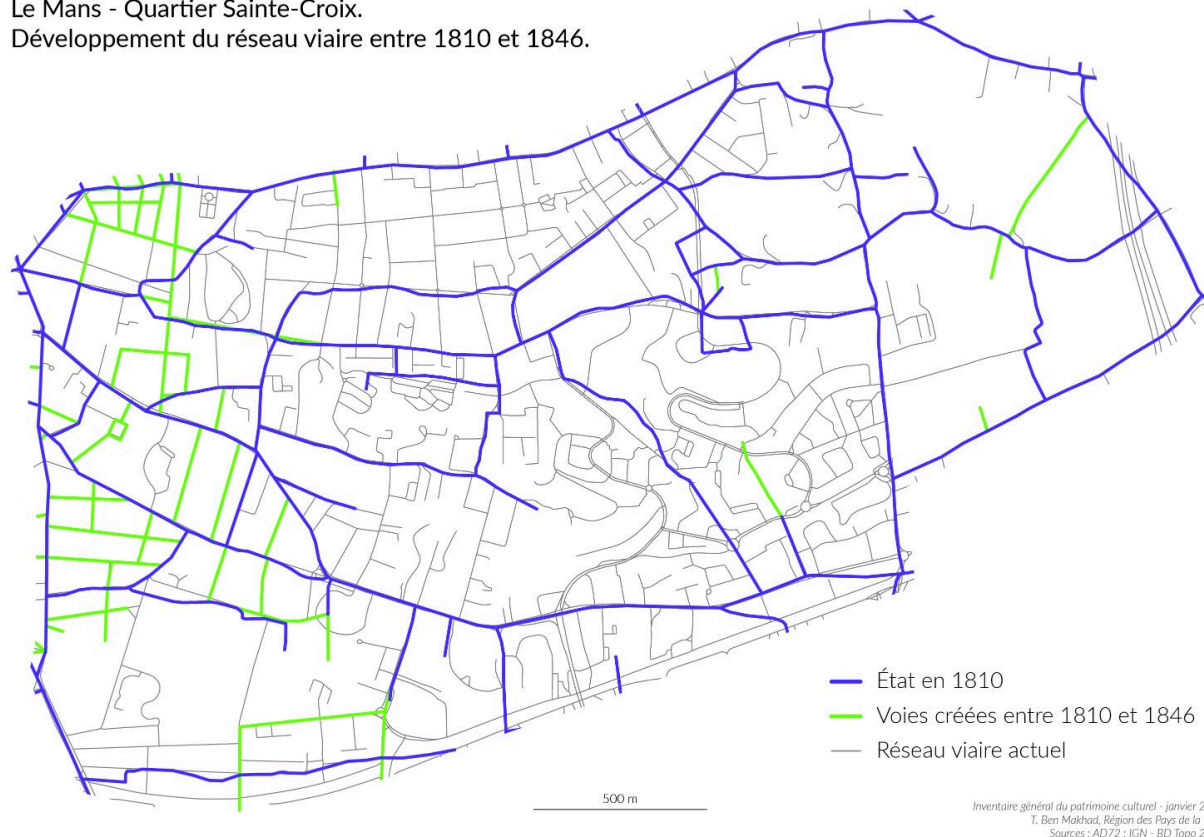 Le Mans - Quartier Sainte-Croix.
Développement du réseau viaire entre 1810 et 1846.
État en 1810
Voies créées entre 1810 et 1846
Réseau viaire actuel
500 m
Inventaire général du patrimoine culturel - janvier
T. Ben Makhad, Région des Pays de la
Sources : AD72 ; IGN - BD Topo